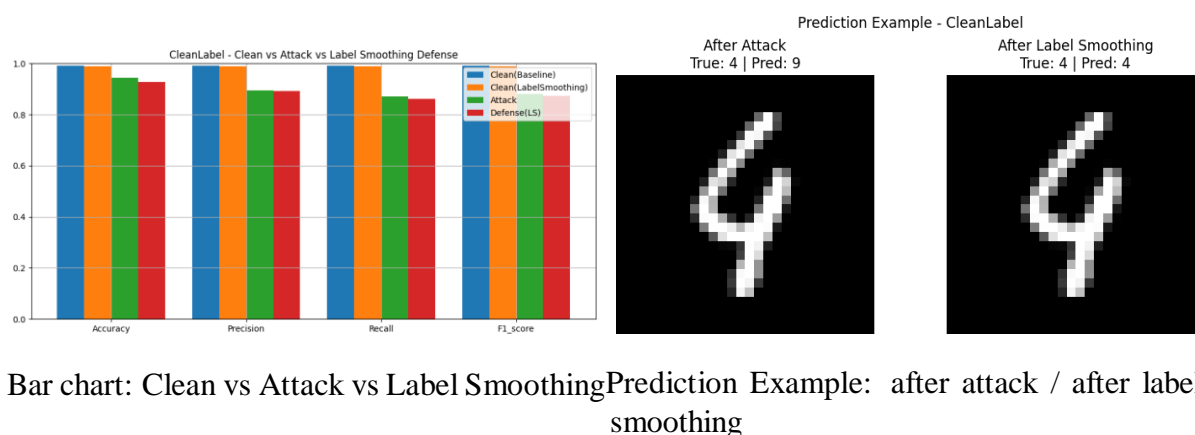 CleanLabel - Clean vs Attack vs Label Smoothing Defense
1.0
0.8
0.6
0.4
0.2
0.0
Clean(Baseline)
Clean(LabelSmoothing)
Attack
Defense(LS)
Accuracy
Precision
Recall
F1_score
Prediction Example - CleanLabel
After Attack
True: 4 | Pred: 9
After Label Smoothing
True: 4 | Pred: 4
Bar chart: Clean vs Attack vs Label Smoothing
Prediction Example: after attack / after label
smoothing